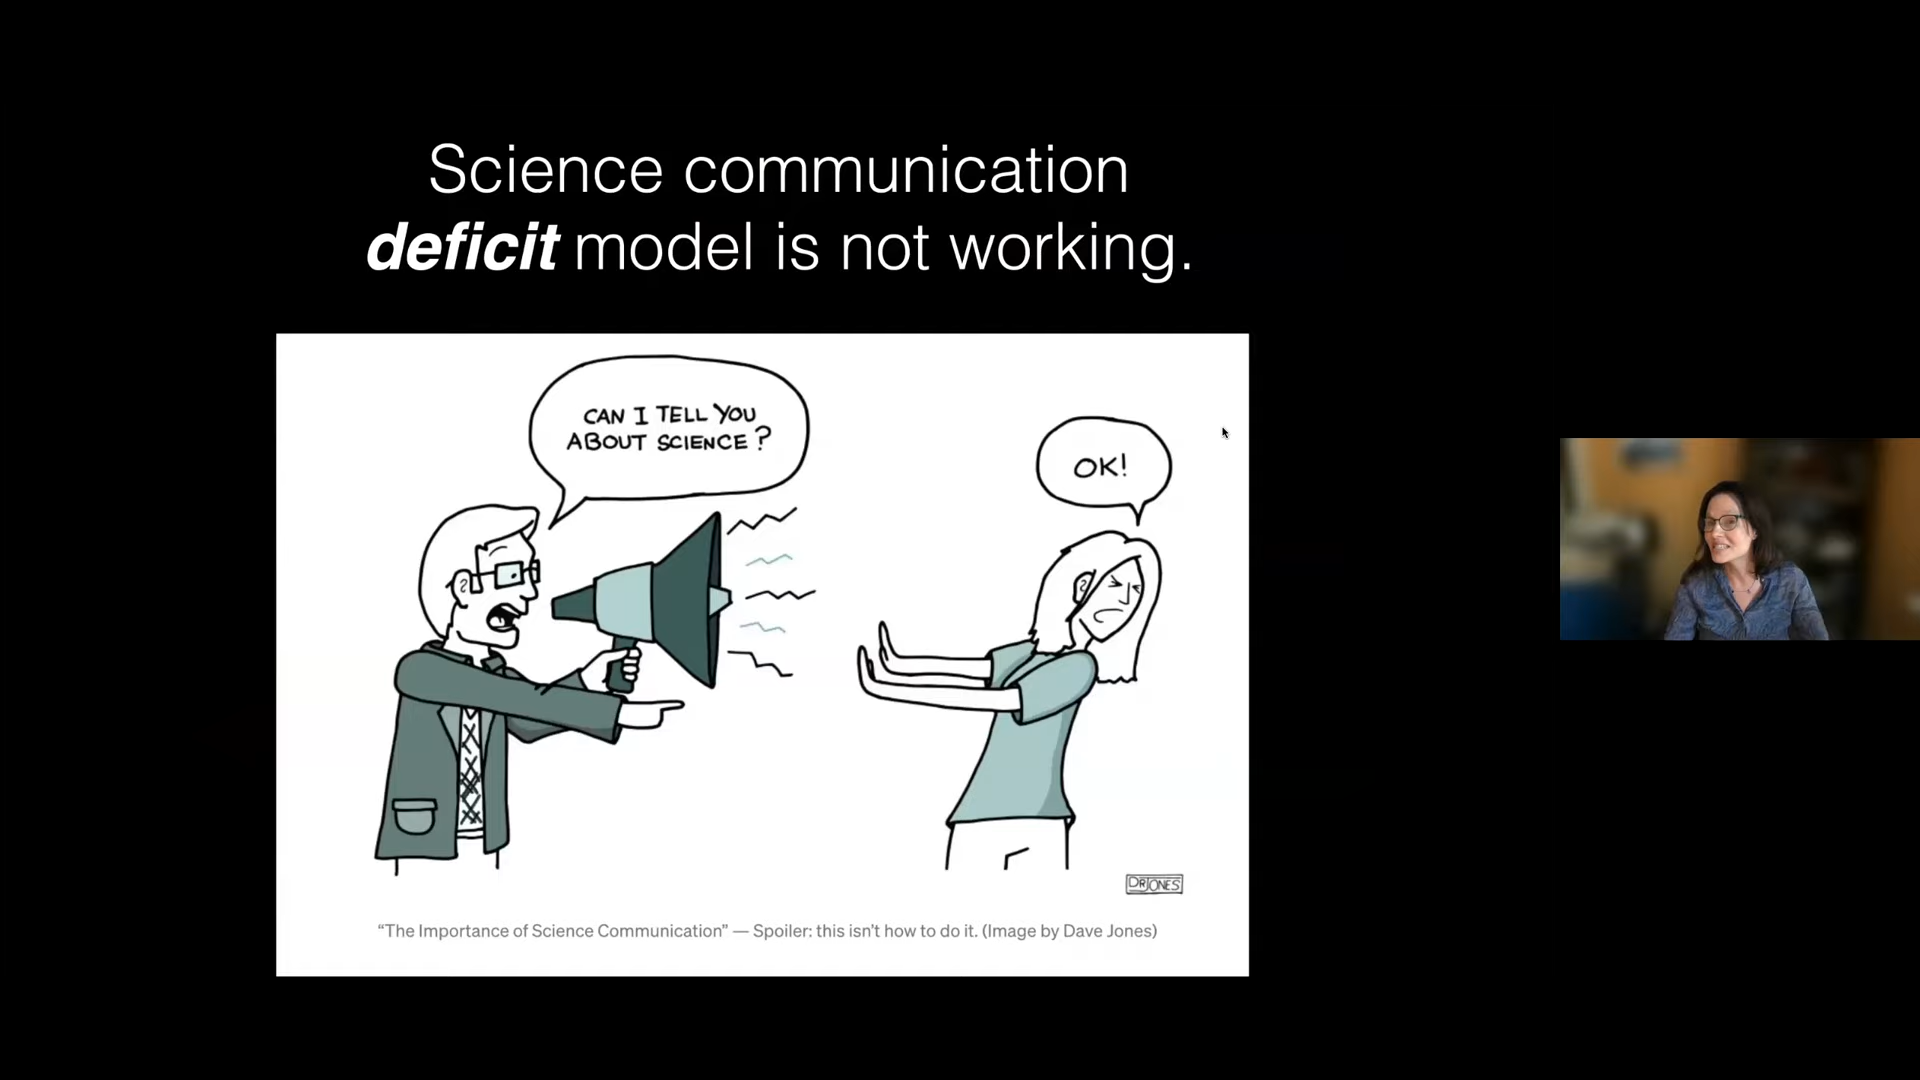 Science communication
deficit model is not working.
CAN I TELL YOU
ABOUT SCIENCE?
OK!
DRJONES
“The Importance of Science Communication” — Spoiler: this isn't how to do it. (Image by Dave Jones)